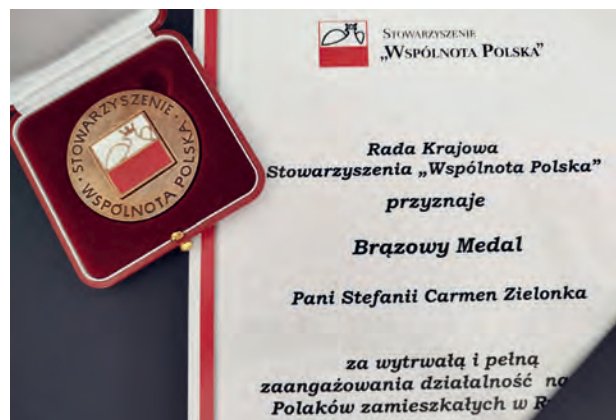 STOWARZYSZENIE
WSPÓLNOTA POLSKA
STOWARZYSZENIE
„WSPÓLNOTA POLSKA”
Rada Krajowa
Stowarzyszenia „Wspólnota Polska”
przyznaje
Brązowy Medal
Pani Stefanii Carmen Zielonka
za wytrwałą i pełną
zaangażowania działalność
Polaków zamieszkałych w